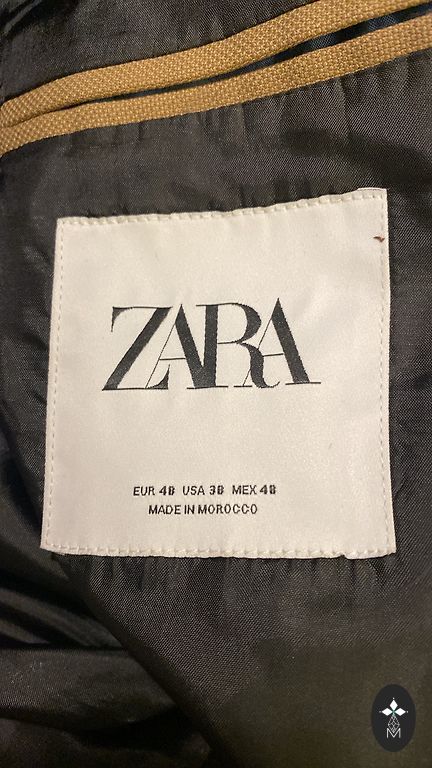 ZARA
EUR 48 USA 38 MEX 48
MADE IN MOROCCO